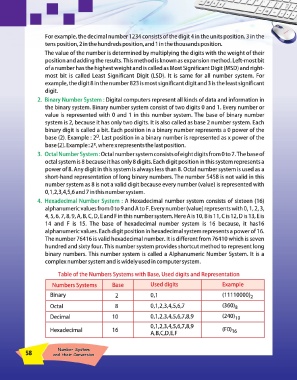 For example, the decimal number 1234 consists of the digit 4 in the units position, 3 in the
tens position, 2 in the hundreds position, and 1 in the thousands position.
The value of the number is determined by multiplying the digits with the weight of their
position and adding the results. This method is known as expansion method. Left-most bit
of a number has the highest weight and is called as Most Significant Digit (MSD) and right-
most bit is called Least Significant Digit (LSD). It is same for all number system. For
example, the digit 8 in the number 823 is most significant digit and 3 is the least significant
digit.
2. Binary Number System : Digital computers represent all kinds of data and information in
the binary system. Binary number system consist of two digits 0 and 1. Every number or
value is represented with 0 and 1 in this number system. The base of binary number
system is 2, because it has only two digits. It is also called as base 2 number system. Each
binary digit is called a bit. Each position in a binary number represents a 0 power of the
base (2). Example : 2⁰. Last position in a binary number is represented as x power of the
base (2). Example : 2ˣ, where x represents the last position.
3. Octal Number System : Octal number system consists of eight digits from 0 to 7. The base of
octal system is 8 because it has only 8 digits. Each digit position in this system represents a
power of 8. Any digit in this system is always less than 8. Octal number system is used as a
short-hand representation of long binary numbers. The number 5418 is not valid in this
number system as 8 is not a valid digit because every number (value) is represented with
0, 1, 2, 3, 4, 5, 6 and 7 in this number system.
4. Hexadecimal Number System : A Hexadecimal number system consists of sixteen (16)
alphanumeric values from 0 to 9 and A to F. Every number (value) represents with 0, 1, 2, 3,
4, 5, 6, 7, 8, 9, A, B, C, D, E and F in this number system. Here A is 10, B is 11, C is 12, D is 13, E is
14 and F is 15. The base of hexadecimal number system is 16 because, it has 16
alphanumeric values. Each digit position in hexadecimal system represents a power of 16.
The number 76416 is valid hexadecimal number. It is different from 76410 which is seven
hundred and sixty four. This number system provides shortcut method to represent long
binary numbers. This number system is called a Alphanumeric Number System. It is a
complex number system and is widely used in computer system.
Table of the Numbers Systems with Base, Used digits and Representation
Numbers Systems Base Used digits Example
Binary 2 0,1 (11110000)₂
Octal 8 0,1,2,3,4,5,6,7 (360)₈
Decimal 10 0,1,2,3,4,5,6,7,8,9 (240)₁₀
Hexadecimal 16 0,1,2,3,4,5,6,7,8,9 (F0)₁₆
A,B,C,D,E,F
58 Number System
and their Conversion